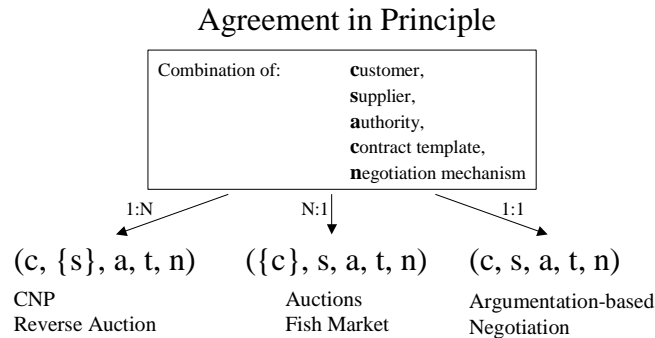 Agreement in Principle
Combination of: customer,
supplier,
authority,
contract template,
negotiation mechanism
1:N N:1 1:1
(c, {s}, a, t, n) ({c}, s, a, t, n) (c, s, a, t, n)
CNP Auctions Argumentation-based
Reverse Auction Fish Market Negotiation